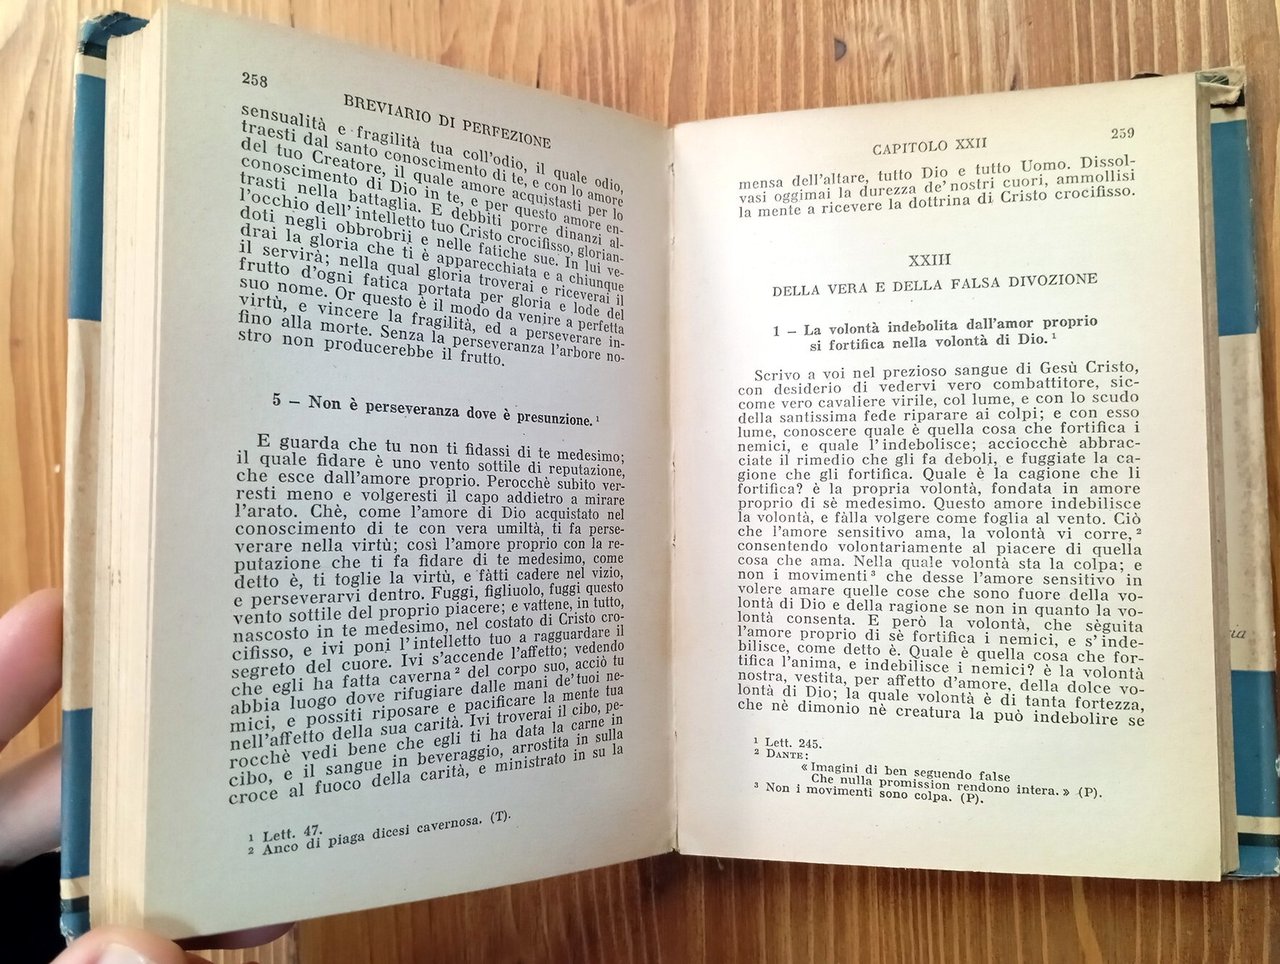 258
BREVIARIO DI PERFEZIONE
sensualità e fragilità tua coll'odio, il quale odio,
traesti dal santo conoscimento di te, e con lo amore
del tuo Creatore, il quale amore acquistasti per lo
conoscimento di Dio in te, e per questo amore en-
trasti nella battaglia. E debbiti porre dinanzi al-
l'occhio dell'intelletto tuo Cristo crocifisso, glorian-
doti negli obbrobrii e nelle fatiche sue. In lui ve-
drai la gloria che ti è apparecchiata e a chiunque
il servirà; nella qual gloria troverai e riceverai il
frutto d'ogni fatica portata per gloria e lode del
suo nome. Or questo è il modo da venire a perfetta
virtù, e vincere la fragilità, ed a perseverare in-
fino alla morte. Senza la perseveranza l'arbore no-
stro non producerebbe il frutto.
5 — Non è perseveranza dove è presunzione.¹
E guarda che tu non ti fidassi di te medesimo;
il quale fidare è uno vento sottile di reputazione,
che esce dall'amore proprio. Perocchè subito ver-
resti meno e volgeresti il capo addietro a mirare
l'arato. Chè, come l'amore di Dio acquistato nel
conoscimento di te con vera umiltà, ti fa perse-
verare nella virtù; così l'amore proprio con la re-
putazione che ti fa fidare di te medesimo, come
detto è, ti toglie la virtù, e fàtti cadere nel vizio,
e perseverarvi dentro. Fuggi, figliuolo, fuggi questo
vento sottile del proprio piacere; e vattene, in tutto,
nascosto in te medesimo, nel costato di Cristo cro-
cifisso, e ivi poni l'intelletto tuo a ragguardare il
segreto del cuore. Ivi s'accende l'affetto; vedendo
che egli ha fatta caverna² del corpo suo, acciò tu
abbia luogo dove rifugiare dalle mani de'tuoi ne-
mici, e possiti riposare e pacificare la mente tua
nell'affetto della sua carità. Ivi troverai il cibo, pe-
rocchè vedi bene che egli ti ha data la carne in
cibo, e il sangue in beveraggio, arrostita in sulla
croce al fuoco della carità, e ministrato in su la
¹ Lett. 47.
² Anco di piaga dicesi cavernosa. (T).
CAPITOLO XXII
259
mensa dell'altare, tutto Dio e tutto Uomo. Dissol-
vasi oggimai la durezza de'nostri cuori, ammollisi
la mente a ricevere la dottrina di Cristo crocifisso.
XXIII
DELLA VERA E DELLA FALSA DIVOZIONE
1 — La volontà indebolita dall'amor proprio
si fortifica nella volontà di Dio.¹
Scrivo a voi nel prezioso sangue di Gesù Cristo,
con desiderio di vedervi vero combattitore, sic-
come vero cavaliere virile, col lume, e con lo scudo
della santissima fede riparare ai colpi; e con esso
lume, conoscere quale è quella cosa che fortifica i
nemici, e quale l'indebolisce; acciocchè abbrac-
ciate il rimedio che gli fa deboli, e fuggiate la ca-
gione che gli fortifica. Quale è la cagione che li
fortifica? è la propria volontà, fondata in amore
proprio di sè medesimo. Questo amore indebilisce
la volontà, e fàlla volgere come foglia al vento. Ciò
che l'amore sensitivo ama, la volontà vi corre,²
consentendo volontariamente al piacere di quella
cosa che ama. Nella quale volontà sta la colpa; e
non i movimenti³ che desse l'amore sensitivo in
volere amare quelle cose che sono fuore della vo-
lontà di Dio e della ragione se non in quanto la vo-
lontà consenta. E però la volontà, che sèguita
l'amore proprio di sè fortifica i nemici, e s'inde-
bilisce, come detto è. Quale è quella cosa che for-
tifica l'anima, e indebilisce i nemici? è la volontà
nostra, vestita, per affetto d'amore, della dolce vo-
lontà di Dio; la quale volontà è di tanta fortezza,
che nè dimonio nè creatura la può indebolire se
¹ Lett. 245.
² DANTE:
«Imagini di ben seguendo false
Che nulla promission rendono intera.» (P).
³ Non i movimenti sono colpa. (P).